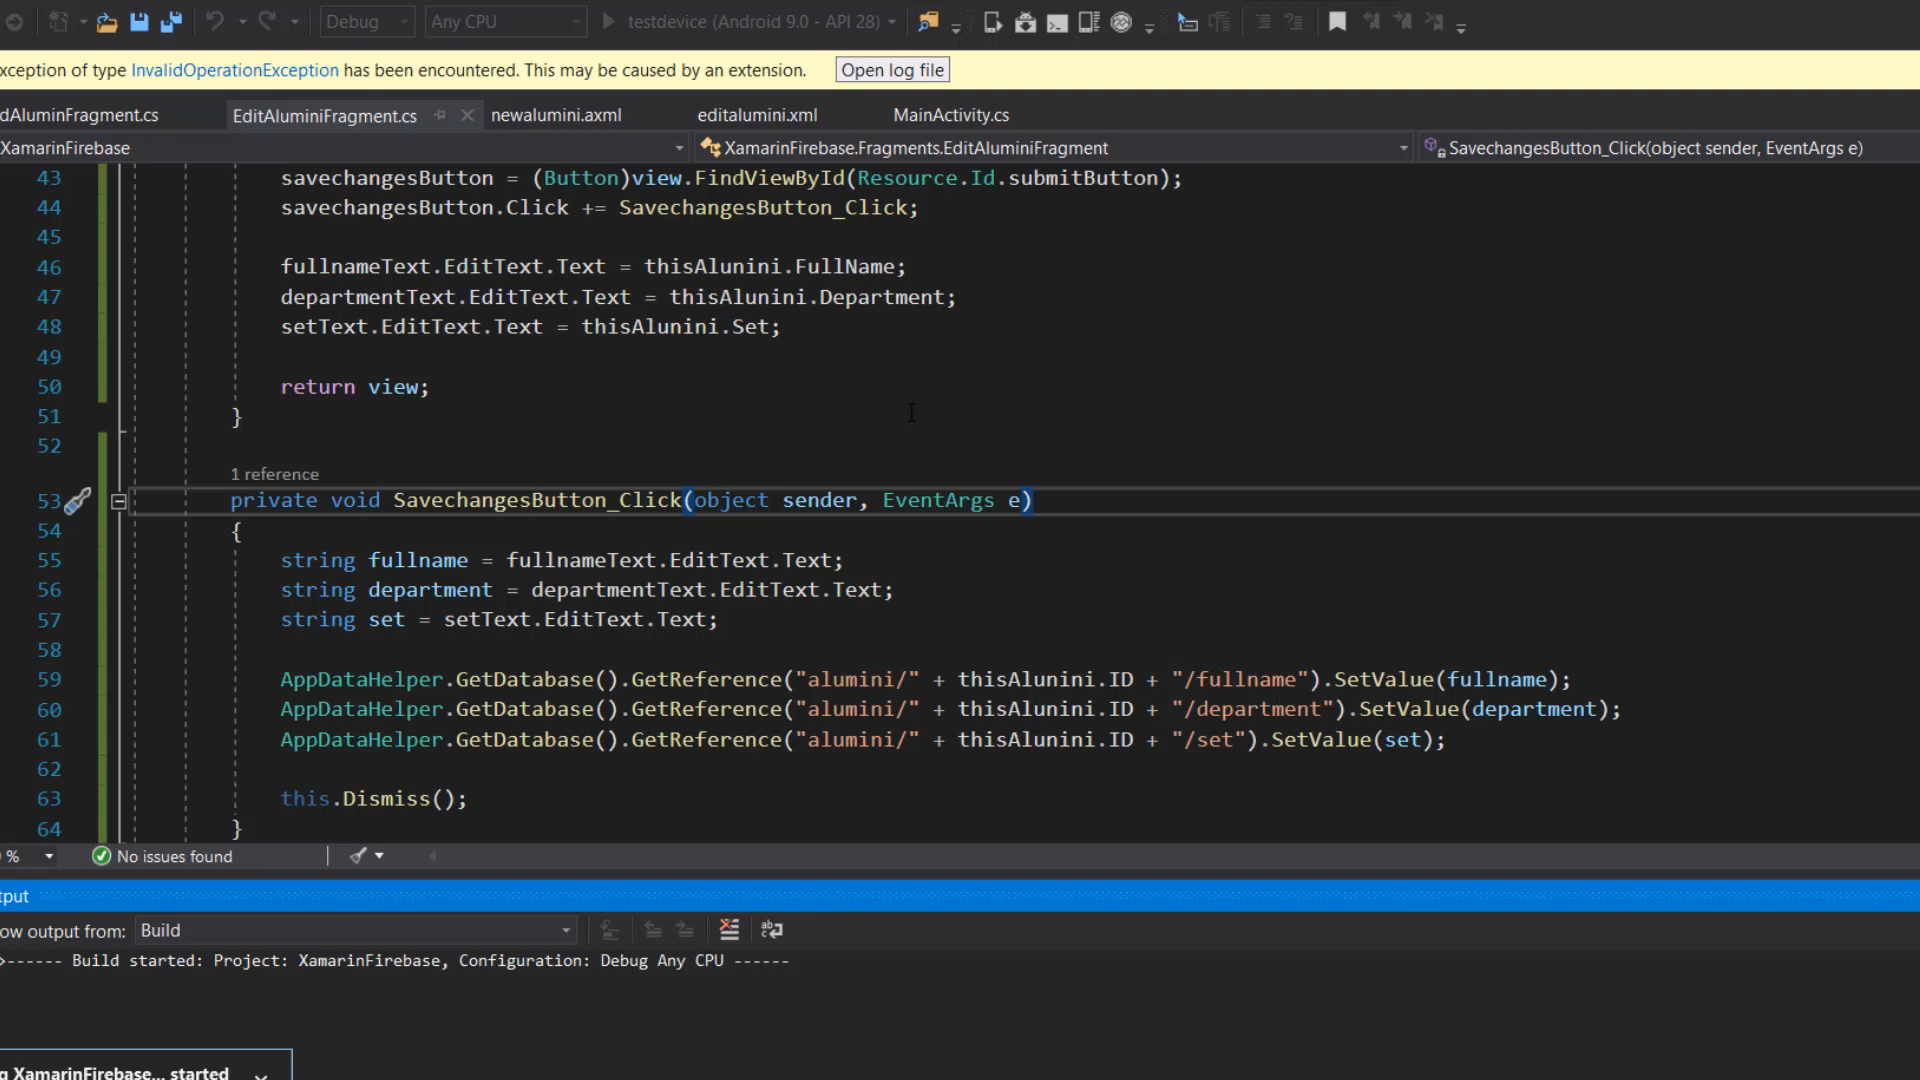 Debug
Any CPU
testdevice (Android 9.0 - API 28)
xception of type InvalidOperationException has been encountered. This may be caused by an extension.
Open log file
dAluminFragment.cs
EditAluminiFragment.cs
newalumini.axml
editalumini.xml
MainActivity.cs
XamarinFirebase
XamarinFirebase.Fragments.EditAluminiFragment
SavechangesButton_Click(object sender, EventArgs e)
43 savechangesButton = (Button)view.FindViewById(Resource.Id.submitButton);
44 savechangesButton.Click += SavechangesButton_Click;
45
46 fullnameText.EditText.Text = thisAlunini.FullName;
47 departmentText.EditText.Text = thisAlunini.Department;
48 setText.EditText.Text = thisAlunini.Set;
49
50 return view;
51 }
52
1 reference
53 private void SavechangesButton_Click(object sender, EventArgs e)
54 {
55 string fullname = fullnameText.EditText.Text;
56 string department = departmentText.EditText.Text;
57 string set = setText.EditText.Text;
58
59 AppDataHelper.GetDatabase().GetReference("alumini/" + thisAlunini.ID + "/fullname").SetValue(fullname);
60 AppDataHelper.GetDatabase().GetReference("alumini/" + thisAlunini.ID + "/department").SetValue(department);
61 AppDataHelper.GetDatabase().GetReference("alumini/" + thisAlunini.ID + "/set").SetValue(set);
62
63 this.Dismiss();
64 }
%
No issues found
tput
ow output from: Build
>------ Build started: Project: XamarinFirebase, Configuration: Debug Any CPU ------
g XamarinFirebase... started